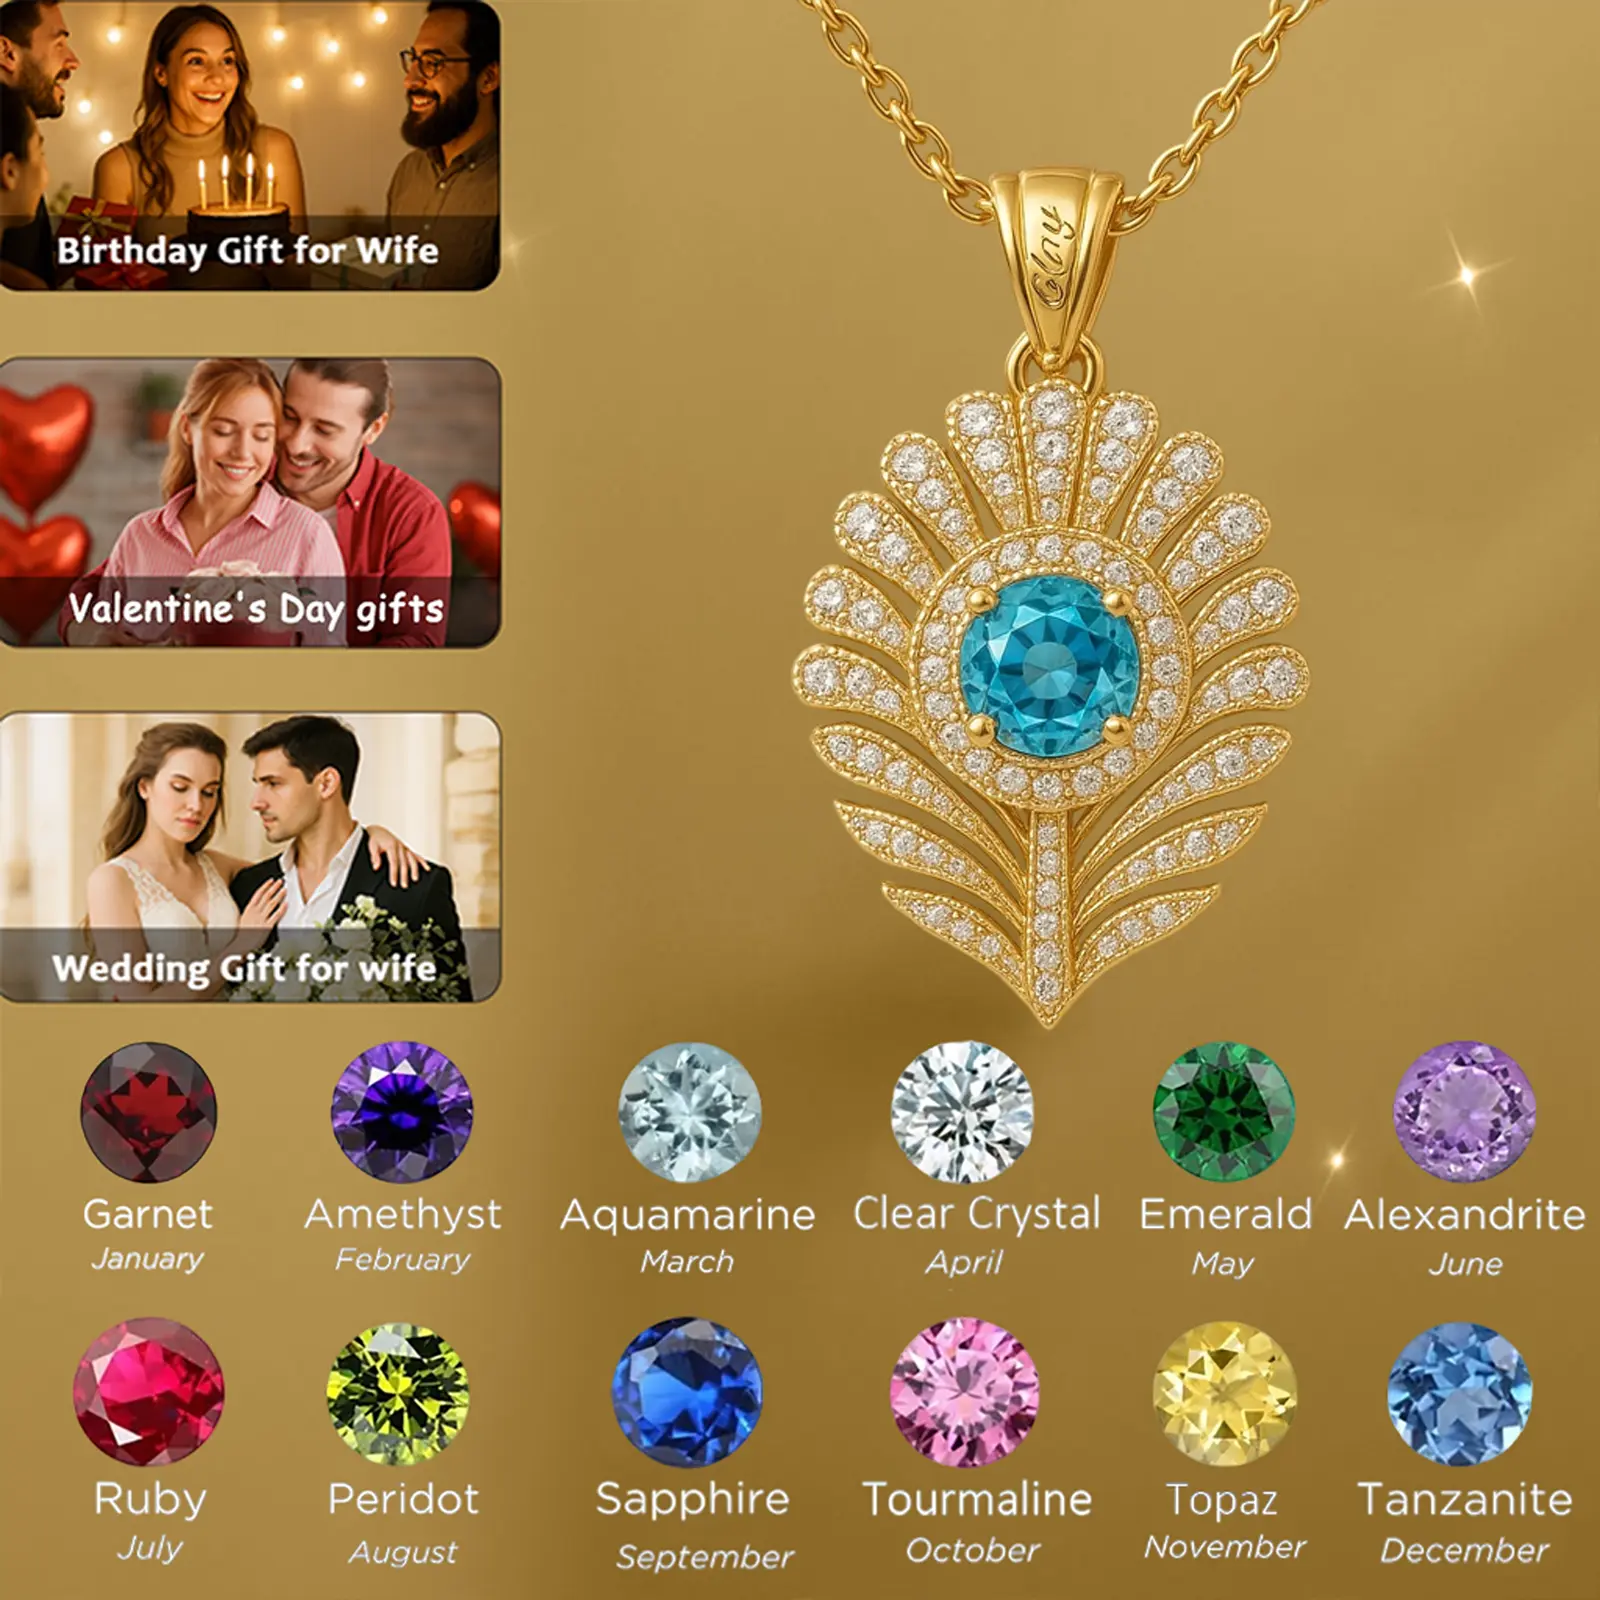 Birthday Gift for Wife
Clay
Valentine's Day gifts
Wedding Gift for wife
Garnet
January
Amethyst
February
Aquamarine
March
Clear Crystal
April
Emerald
May
Alexandrite
June
Ruby
July
Peridot
August
Sapphire
September
Tourmaline
October
Topaz
November
Tanzanite
December